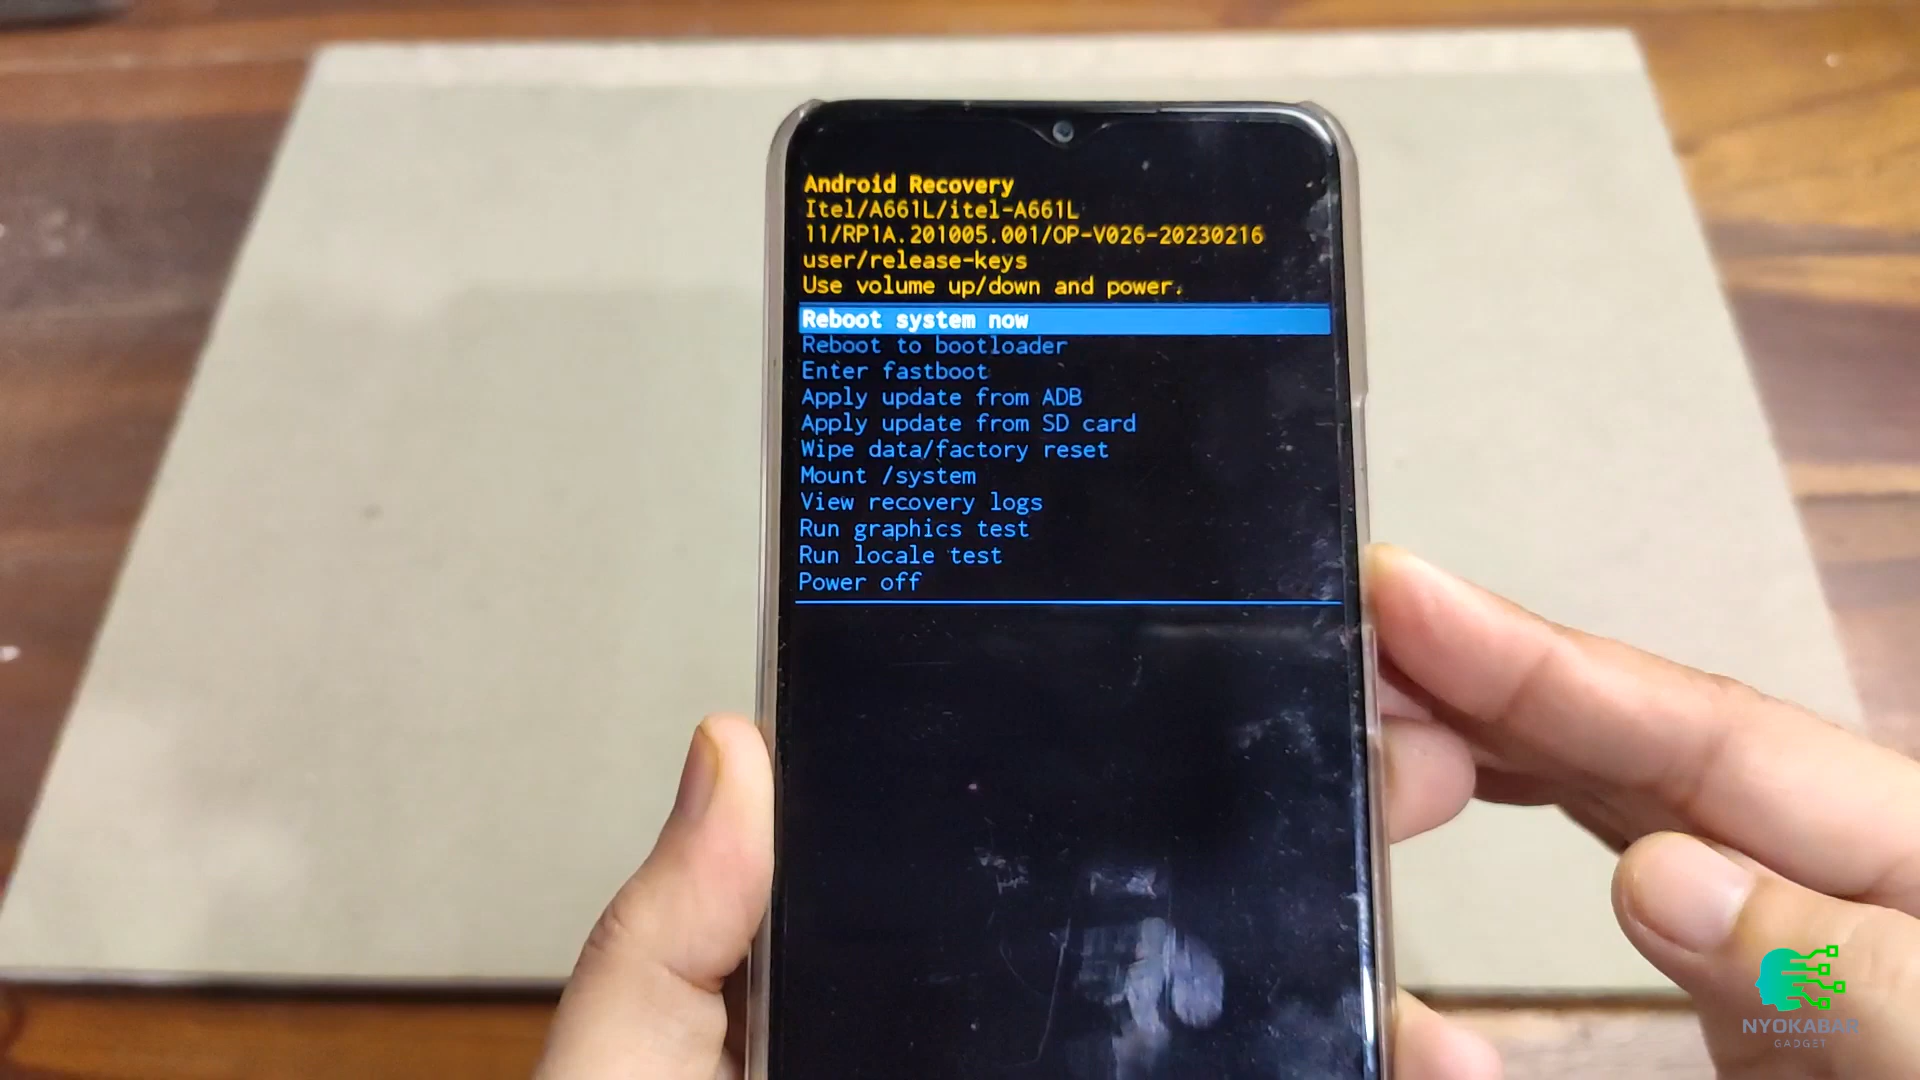 Android Recovery
Itel/A661L/itel-A661L
11/RP1A.201005.001/OP-V026-20230216
user/release-keys
Use volume up/down and power.
Reboot system now
Reboot to bootloader
Enter fastboot
Apply update from ADB
Apply update from SD card
Wipe data/factory reset
Mount /system
View recovery logs
Run graphics test
Run locale test
Power off
NYOKABAR
GADGET